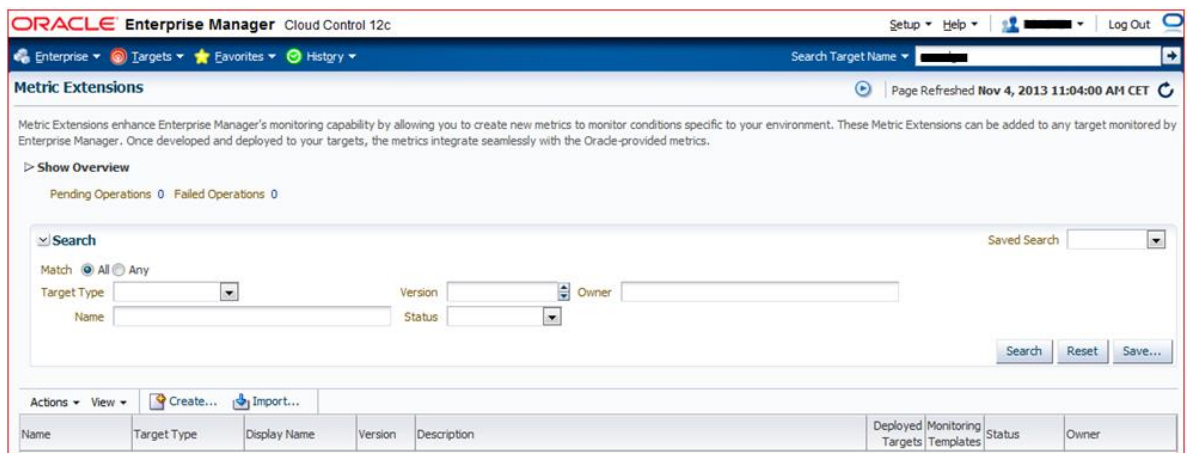 ORACLE Enterprise Manager Cloud Control 12c
Setup Help Log Out
Enterprise Targets Favorites History Search Target Name
Metric Extensions
Page Refreshed Nov 4, 2013 11:04:00 AM CET
Metric Extensions enhance Enterprise Manager's monitoring capability by allowing you to create new metrics to monitor conditions specific to your environment. These Metric Extensions can be added to any target monitored by
Enterprise Manager. Once developed and deployed to your targets, the metrics integrate seamlessly with the Oracle-provided metrics.
Show Overview
Pending Operations 0 Failed Operations 0
Search
Saved Search
Match All Any
Target Type Version Owner
Name Status
Search Reset Save...
Actions View Create... Import...
Name Target Type Display Name Version Description Deployed Targets Monitoring Templates Status Owner